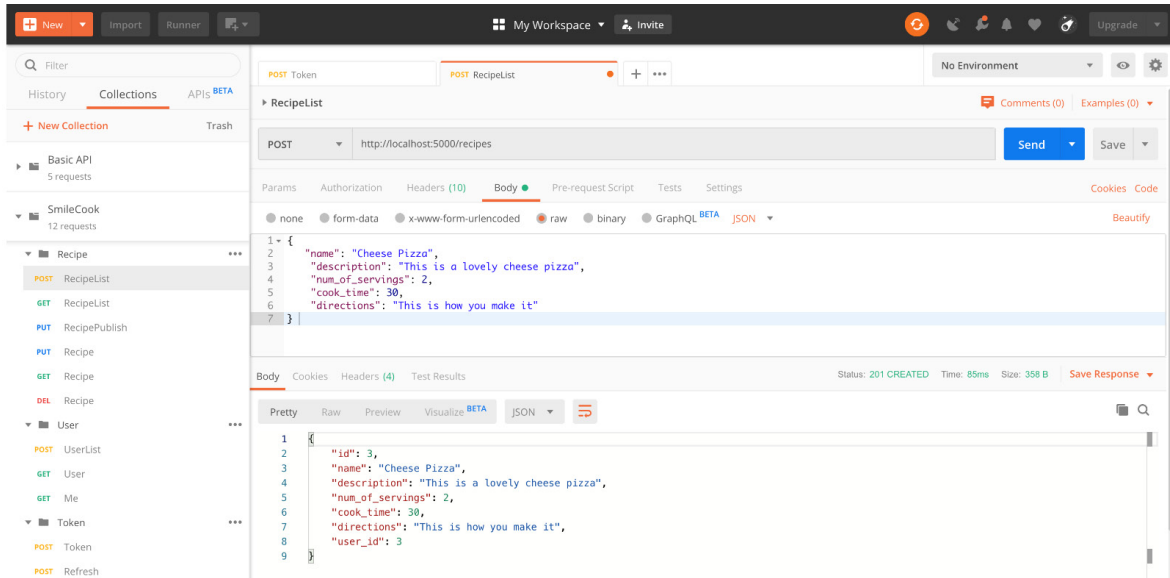 New Import Runner My Workspace Invite Upgrade
Filter
History Collections APIs BETA
+ New Collection Trash
Basic API
5 requests
SmileCook
12 requests
Recipe
POST RecipeList
GET RecipeList
PUT RecipePublish
PUT Recipe
GET Recipe
DEL Recipe
User
POST UserList
GET User
GET Me
Token
POST Token
POST Refresh
POST Token POST RecipeList + ••• No Environment
RecipeList Comments (0) Examples (0)
POST http://localhost:5000/recipes Send Save
Params Authorization Headers (10) Body Pre-request Script Tests Settings Cookies Code
none form-data x-www-form-urlencoded raw binary GraphQL BETA JSON Beautify
1 {
2 "name": "Cheese Pizza",
3 "description": "This is a lovely cheese pizza",
4 "num_of_servings": 2,
5 "cook_time": 30,
6 "directions": "This is how you make it"
7 }
Body Cookies Headers (4) Test Results Status: 201 CREATED Time: 85ms Size: 358 B Save Response
Pretty Raw Preview Visualize BETA JSON
1 {
2 "id": 3,
3 "name": "Cheese Pizza",
4 "description": "This is a lovely cheese pizza",
5 "num_of_servings": 2,
6 "cook_time": 30,
7 "directions": "This is how you make it",
8 "user_id": 3
9 }